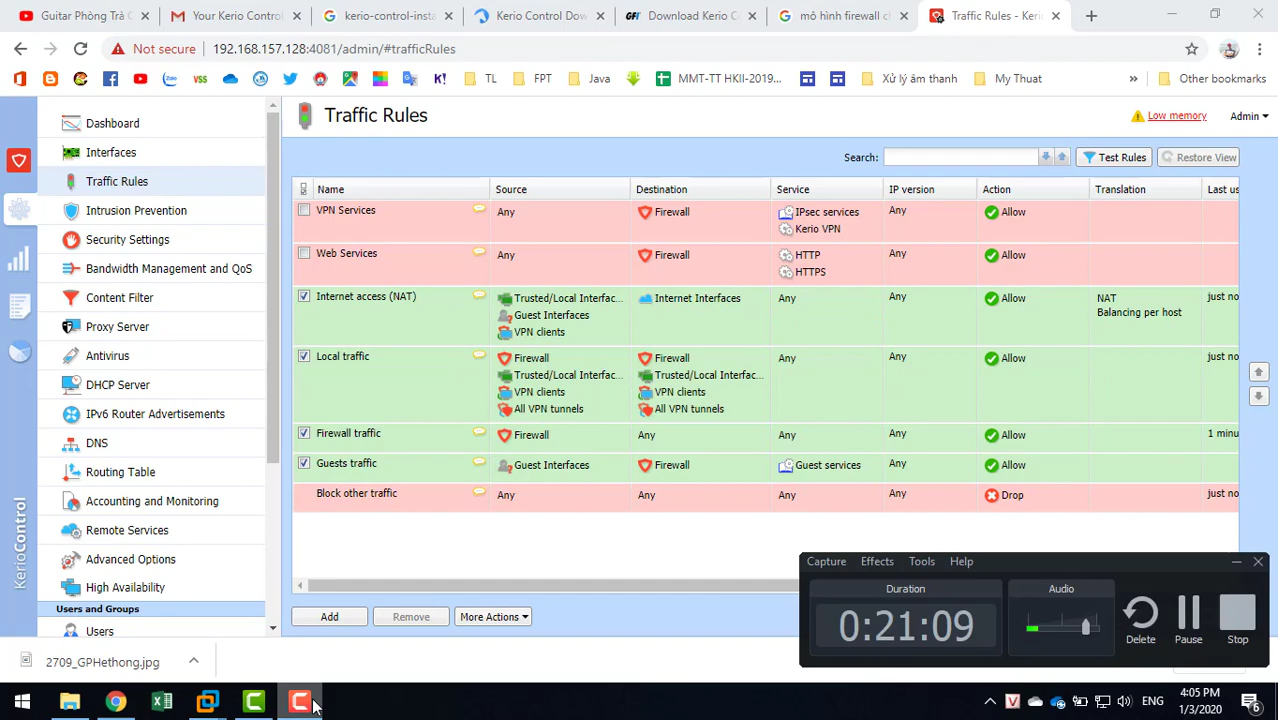 Guitar Phòng Trà C
Your Kerio Control
kerio-control-inst
Kerio Control Dow
Download Kerio C
mô hình firewall c
Traffic Rules - Keri
Not secure
192.168.157.128:4081/admin/#trafficRules
TL
FPT
Java
MMT-TT HKII-2019...
Xử lý âm thanh
My Thuat
»
Other bookmarks
KerioControl
Dashboard
Interfaces
Traffic Rules
Intrusion Prevention
Security Settings
Bandwidth Management and QoS
Content Filter
Proxy Server
Antivirus
DHCP Server
IPv6 Router Advertisements
DNS
Routing Table
Accounting and Monitoring
Remote Services
Advanced Options
High Availability
Users and Groups
Users
Traffic Rules
Low memory
Admin
Search:
Test Rules
Restore View
Name Source Destination Service IP version Action Translation Last us
VPN Services Any Firewall IPsec services Any Allow
Kerio VPN
Web Services Any Firewall HTTP Any Allow
HTTPS
Internet access (NAT) Trusted/Local Interfac... Internet Interfaces Any Any Allow NAT just no
Guest Interfaces Balancing per host
VPN clients
Local traffic Firewall Firewall Any Any Allow just no
Trusted/Local Interfac... Trusted/Local Interfac...
VPN clients VPN clients
All VPN tunnels All VPN tunnels
Firewall traffic Firewall Any Any Any Allow 1 minu
Guests traffic Guest Interfaces Firewall Guest services Any Allow
Block other traffic Any Any Any Any Drop just no
Add
Remove
More Actions
Capture Effects Tools Help
Duration
0:21:09
Audio
Delete
Pause
Stop
2709_GPHethong.jpg
ENG
4:05 PM
1/3/2020
6